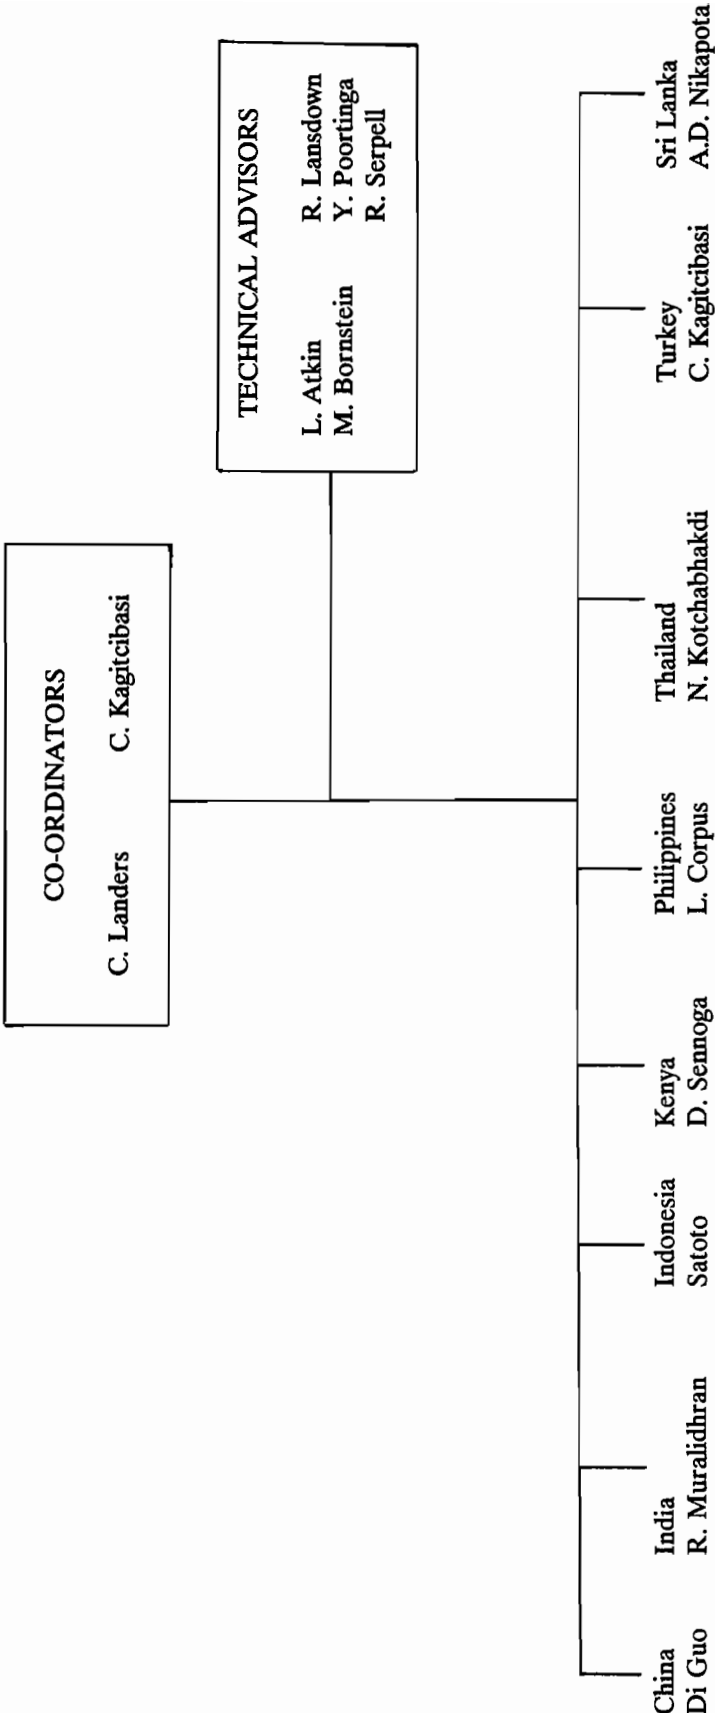 CO-ORDINATORS
C. Landers C. Kagitcibasi
TECHNICAL ADVISORS
L. Atkin R. Lansdown
M. Bornstein Y. Poortinga
R. Serpell
China India Indonesia Kenya Philippines Thailand Turkey Sri Lanka
Di Guo R. Muralidhran Satoto D. Sennoga L. Corpus N. Kotchabhakdi C. Kagitcibasi A.D. Nikapota